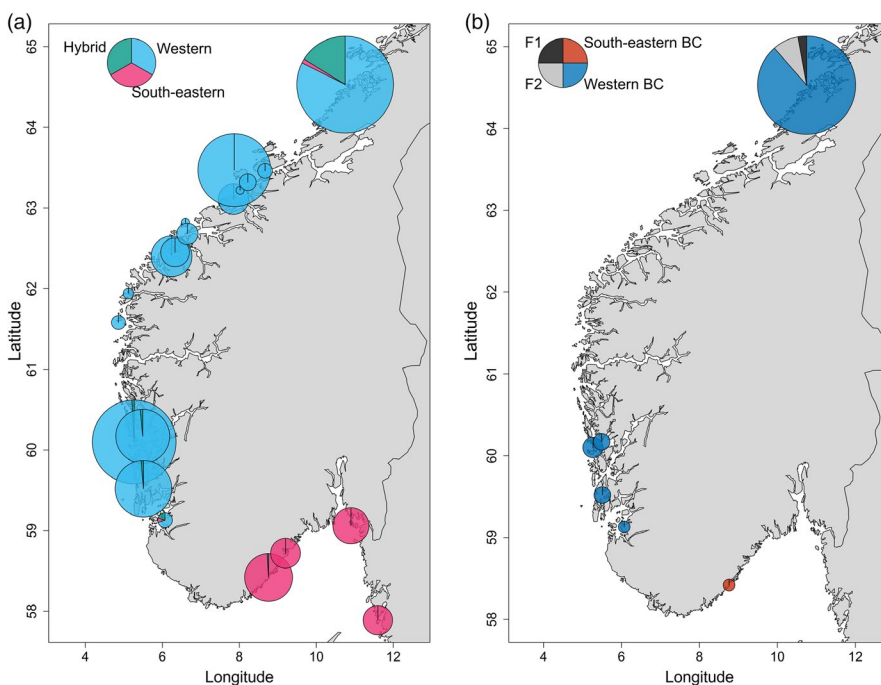 (a)
Hybrid
Western
South-eastern
Latitude
65
64
63
62
61
60
59
58
4
6
8
10
12
Longitude
(b)
F1
South-eastern BC
F2
Western BC
Latitude
65
64
63
62
61
60
59
58
4
6
8
10
12
Longitude